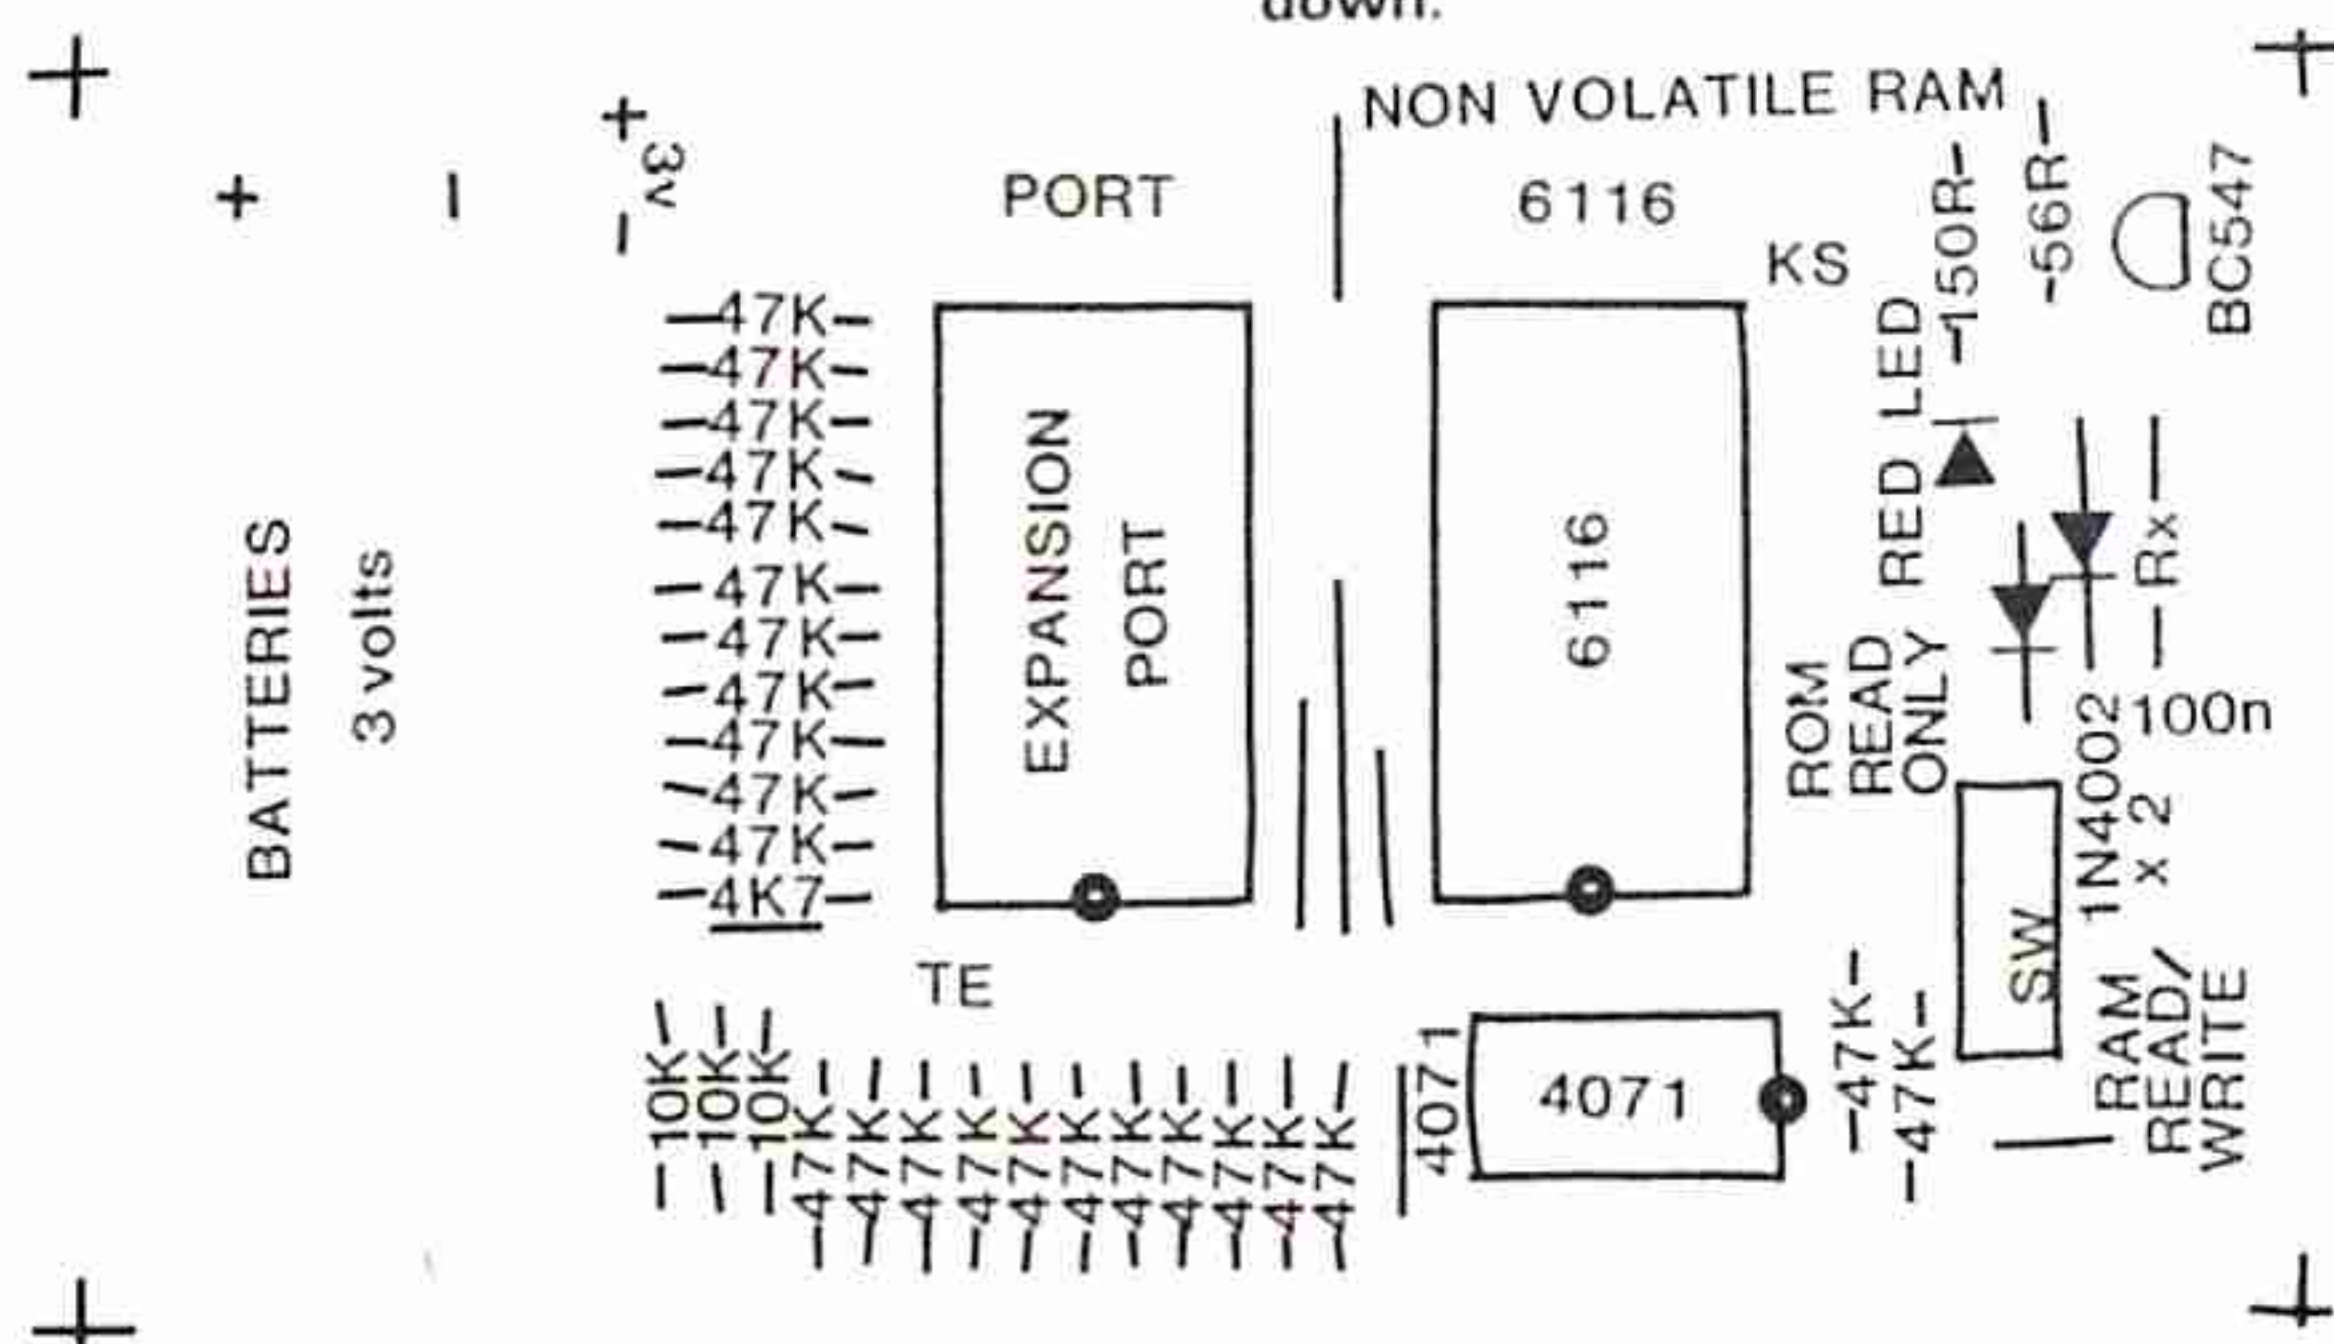 down.
NON VOLATILE RAM
+
3v
-
+
-
PORT
6116
KS
-150R-
-56R-
BC547
-47K-
-47K-
-47K-
-47K-
-47K-
-47K-
-47K-
-47K-
-47K-
-47K-
-47K-
-4K7-
BATTERIES
3 volts
EXPANSION
PORT
6116
RED LED
ROM
READ
ONLY
-Rx-
100n
1N4002
x 2
SW
RAM
READ/
WRITE
TE
-10K-
-10K-
-10K-
-47K-
-47K-
-47K-
-47K-
-47K-
-47K-
-47K-
-47K-
-47K-
-47K-
-47K-
4071
4071
-47K-
-47K-